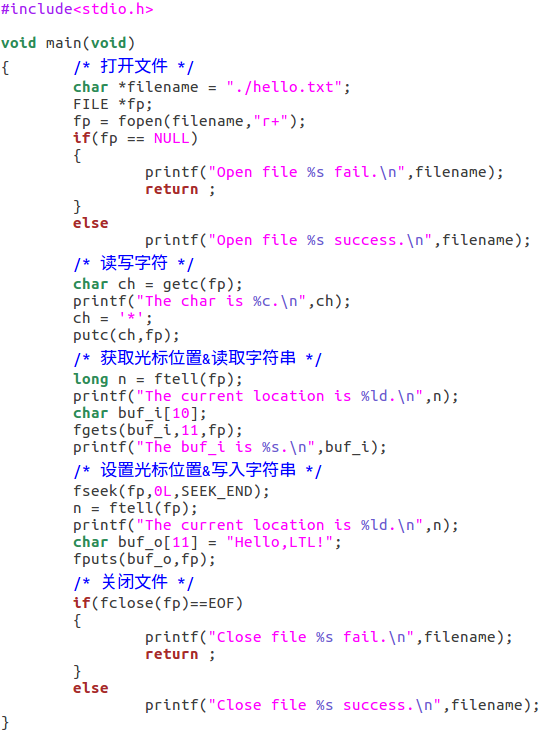 #include<stdio.h>
void main(void)
{       /* 打开文件 */
        char *filename = "./hello.txt";
        FILE *fp;
        fp = fopen(filename,"r+");
        if(fp == NULL)
        {
                printf("Open file %s fail.\n",filename);
                return ;
        }
        else
                printf("Open file %s success.\n",filename);
        /* 读写字符 */
        char ch = getc(fp);
        printf("The char is %c.\n",ch);
        ch = '*';
        putc(ch,fp);
        /* 获取光标位置&读取字符串 */
        long n = ftell(fp);
        printf("The current location is %ld.\n",n);
        char buf_i[10];
        fgets(buf_i,11,fp);
        printf("The buf_i is %s.\n",buf_i);
        /* 设置光标位置&写入字符串 */
        fseek(fp,0L,SEEK_END);
        n = ftell(fp);
        printf("The current location is %ld.\n",n);
        char buf_o[11] = "Hello,LTL!";
        fputs(buf_o,fp);
        /* 关闭文件 */
        if(fclose(fp)==EOF)
        {
                printf("Close file %s fail.\n",filename);
                return ;
        }
        else
                printf("Close file %s success.\n",filename);
}